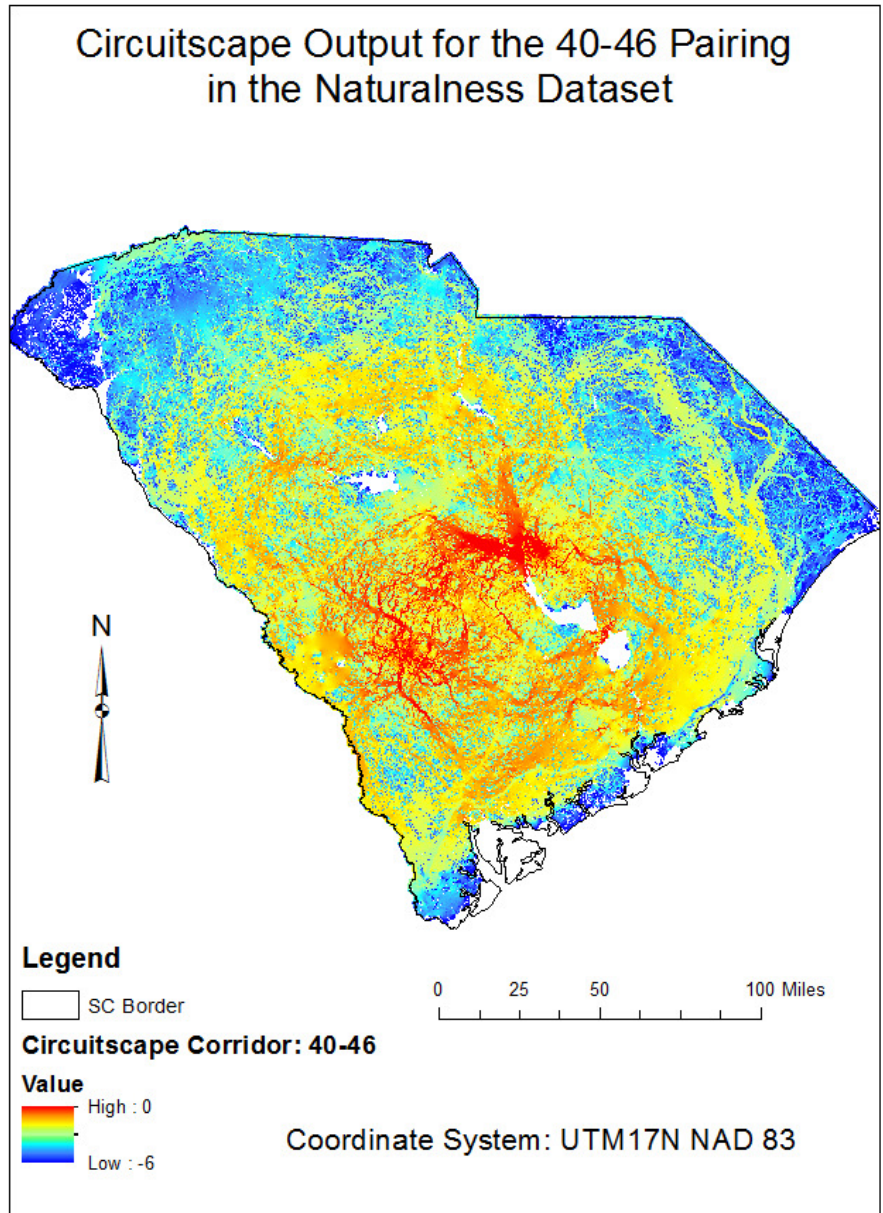 Circuitscape Output for the 40-46 Pairing
in the Naturalness Dataset
N
Legend
SC Border
Circuitscape Corridor: 40-46
Value
High : 0
Low : -6
0 25 50 100 Miles
Coordinate System: UTM17N NAD 83